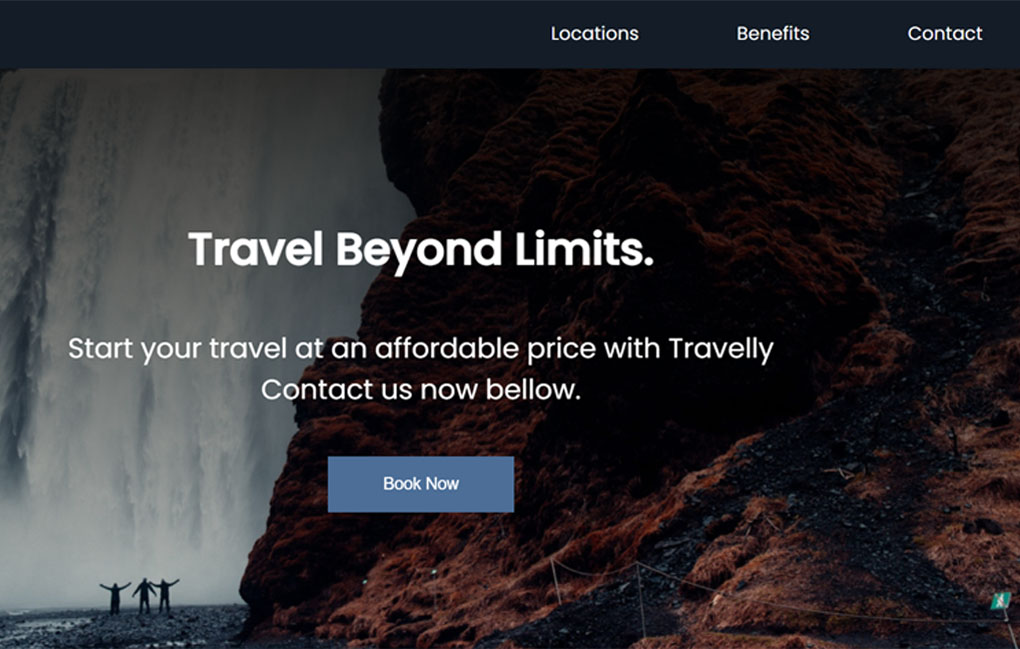 Locations Benefits Contact
Travel Beyond Limits.
Start your travel at an affordable price with Travelly
Contact us now bellow.
Book Now